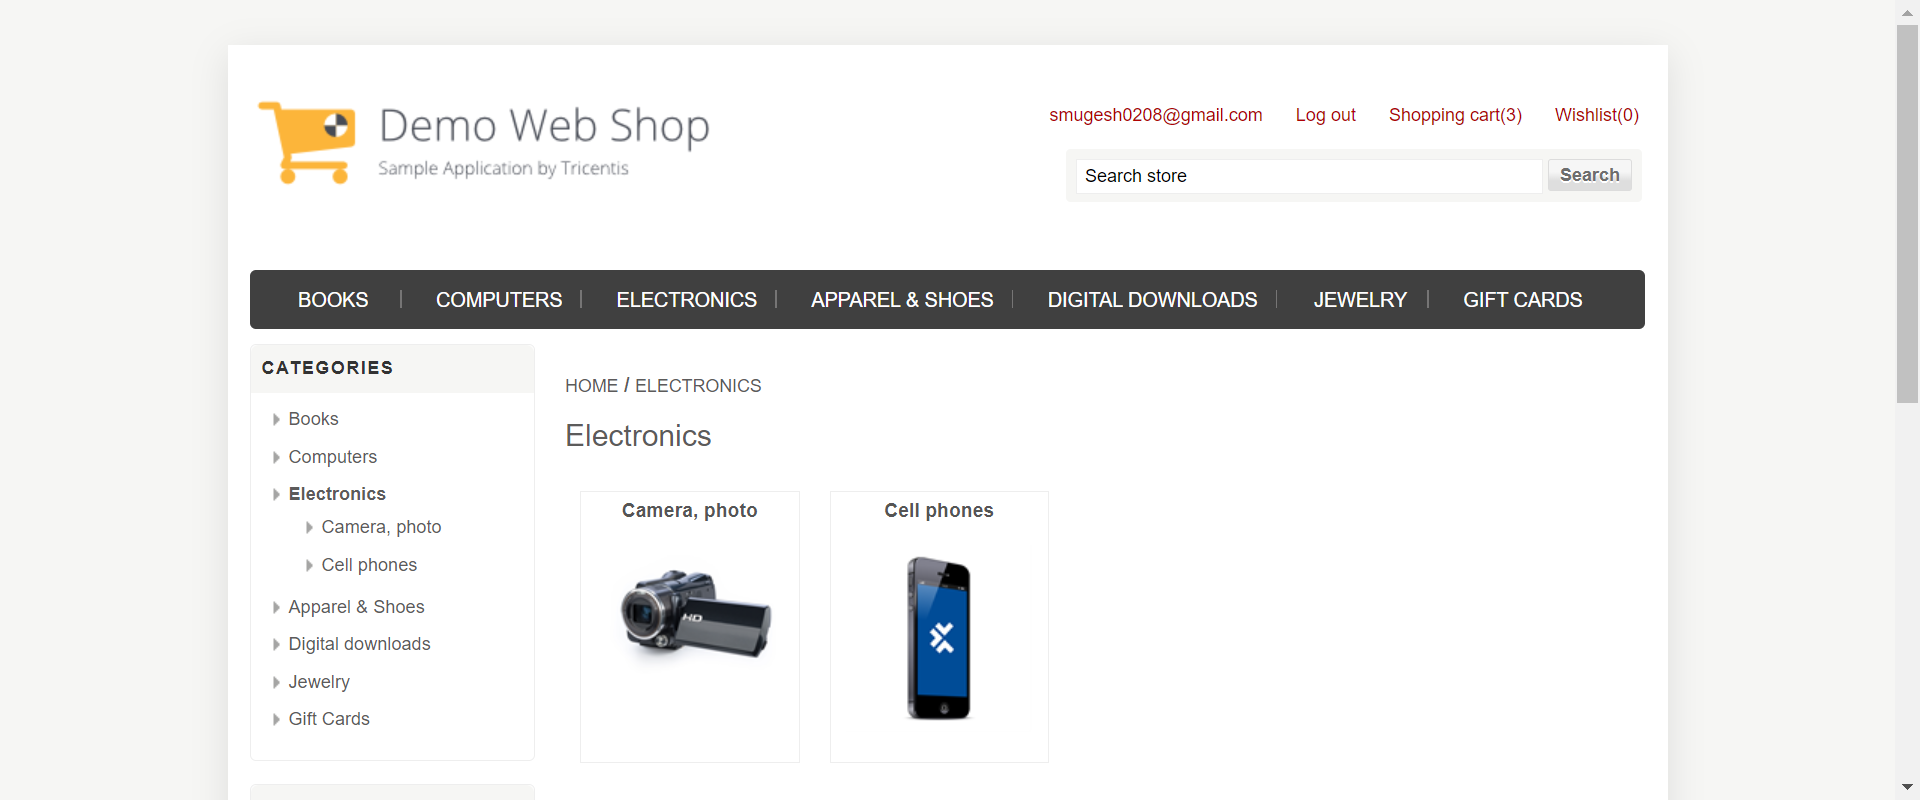 Demo Web Shop
Sample Application by Tricentis
smugesh0208@gmail.com Log out Shopping cart(3) Wishlist(0)
Search store Search
BOOKS COMPUTERS ELECTRONICS APPAREL & SHOES DIGITAL DOWNLOADS JEWELRY GIFT CARDS
CATEGORIES
Books
Computers
Electronics
Camera, photo
Cell phones
Apparel & Shoes
Digital downloads
Jewelry
Gift Cards
HOME / ELECTRONICS
Electronics
Camera, photo
HD
Cell phones